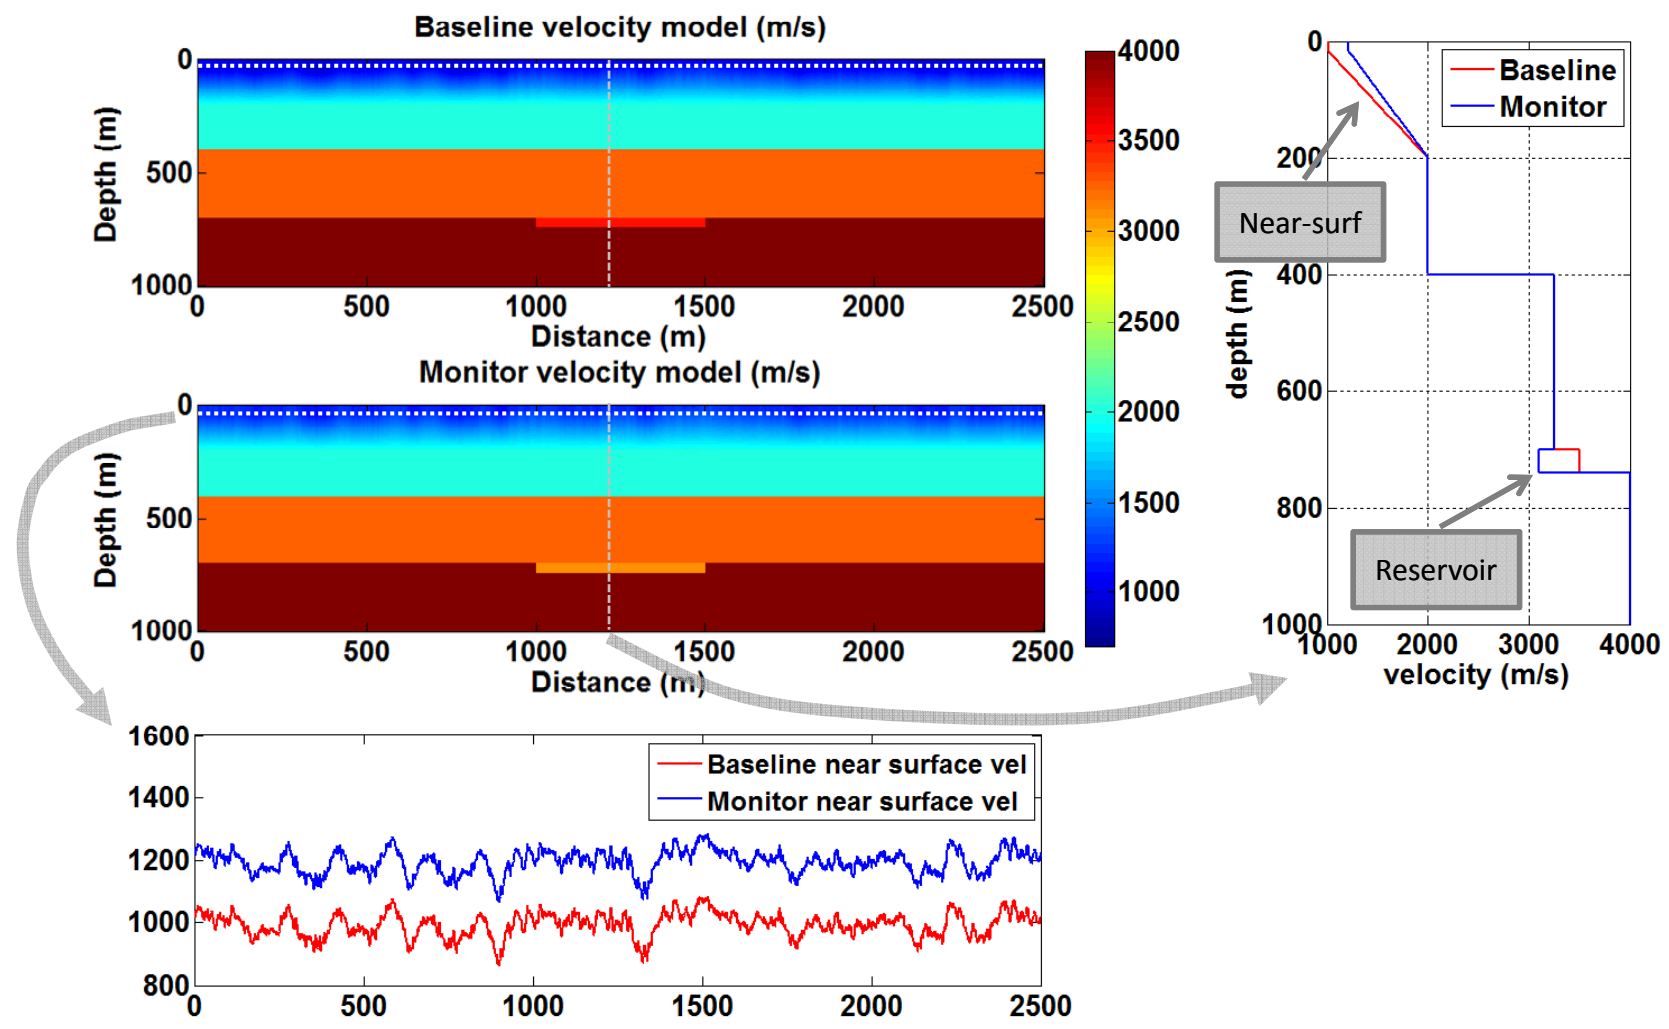 Baseline velocity model (m/s)
0
500
1000
Depth (m)
0 500 1000 1500 2000 2500
Distance (m)
Monitor velocity model (m/s)
0
500
1000
Depth (m)
0 500 1000 1500 2000 2500
Distance (m)
4000
3500
3000
2500
2000
1500
1000
0
200
400
600
800
1000
depth (m)
Baseline
Monitor
Near-surf
Reservoir
1000 2000 3000 4000
velocity (m/s)
1600
1400
1200
1000
800
Baseline near surface vel
Monitor near surface vel
0 500 1000 1500 2000 2500